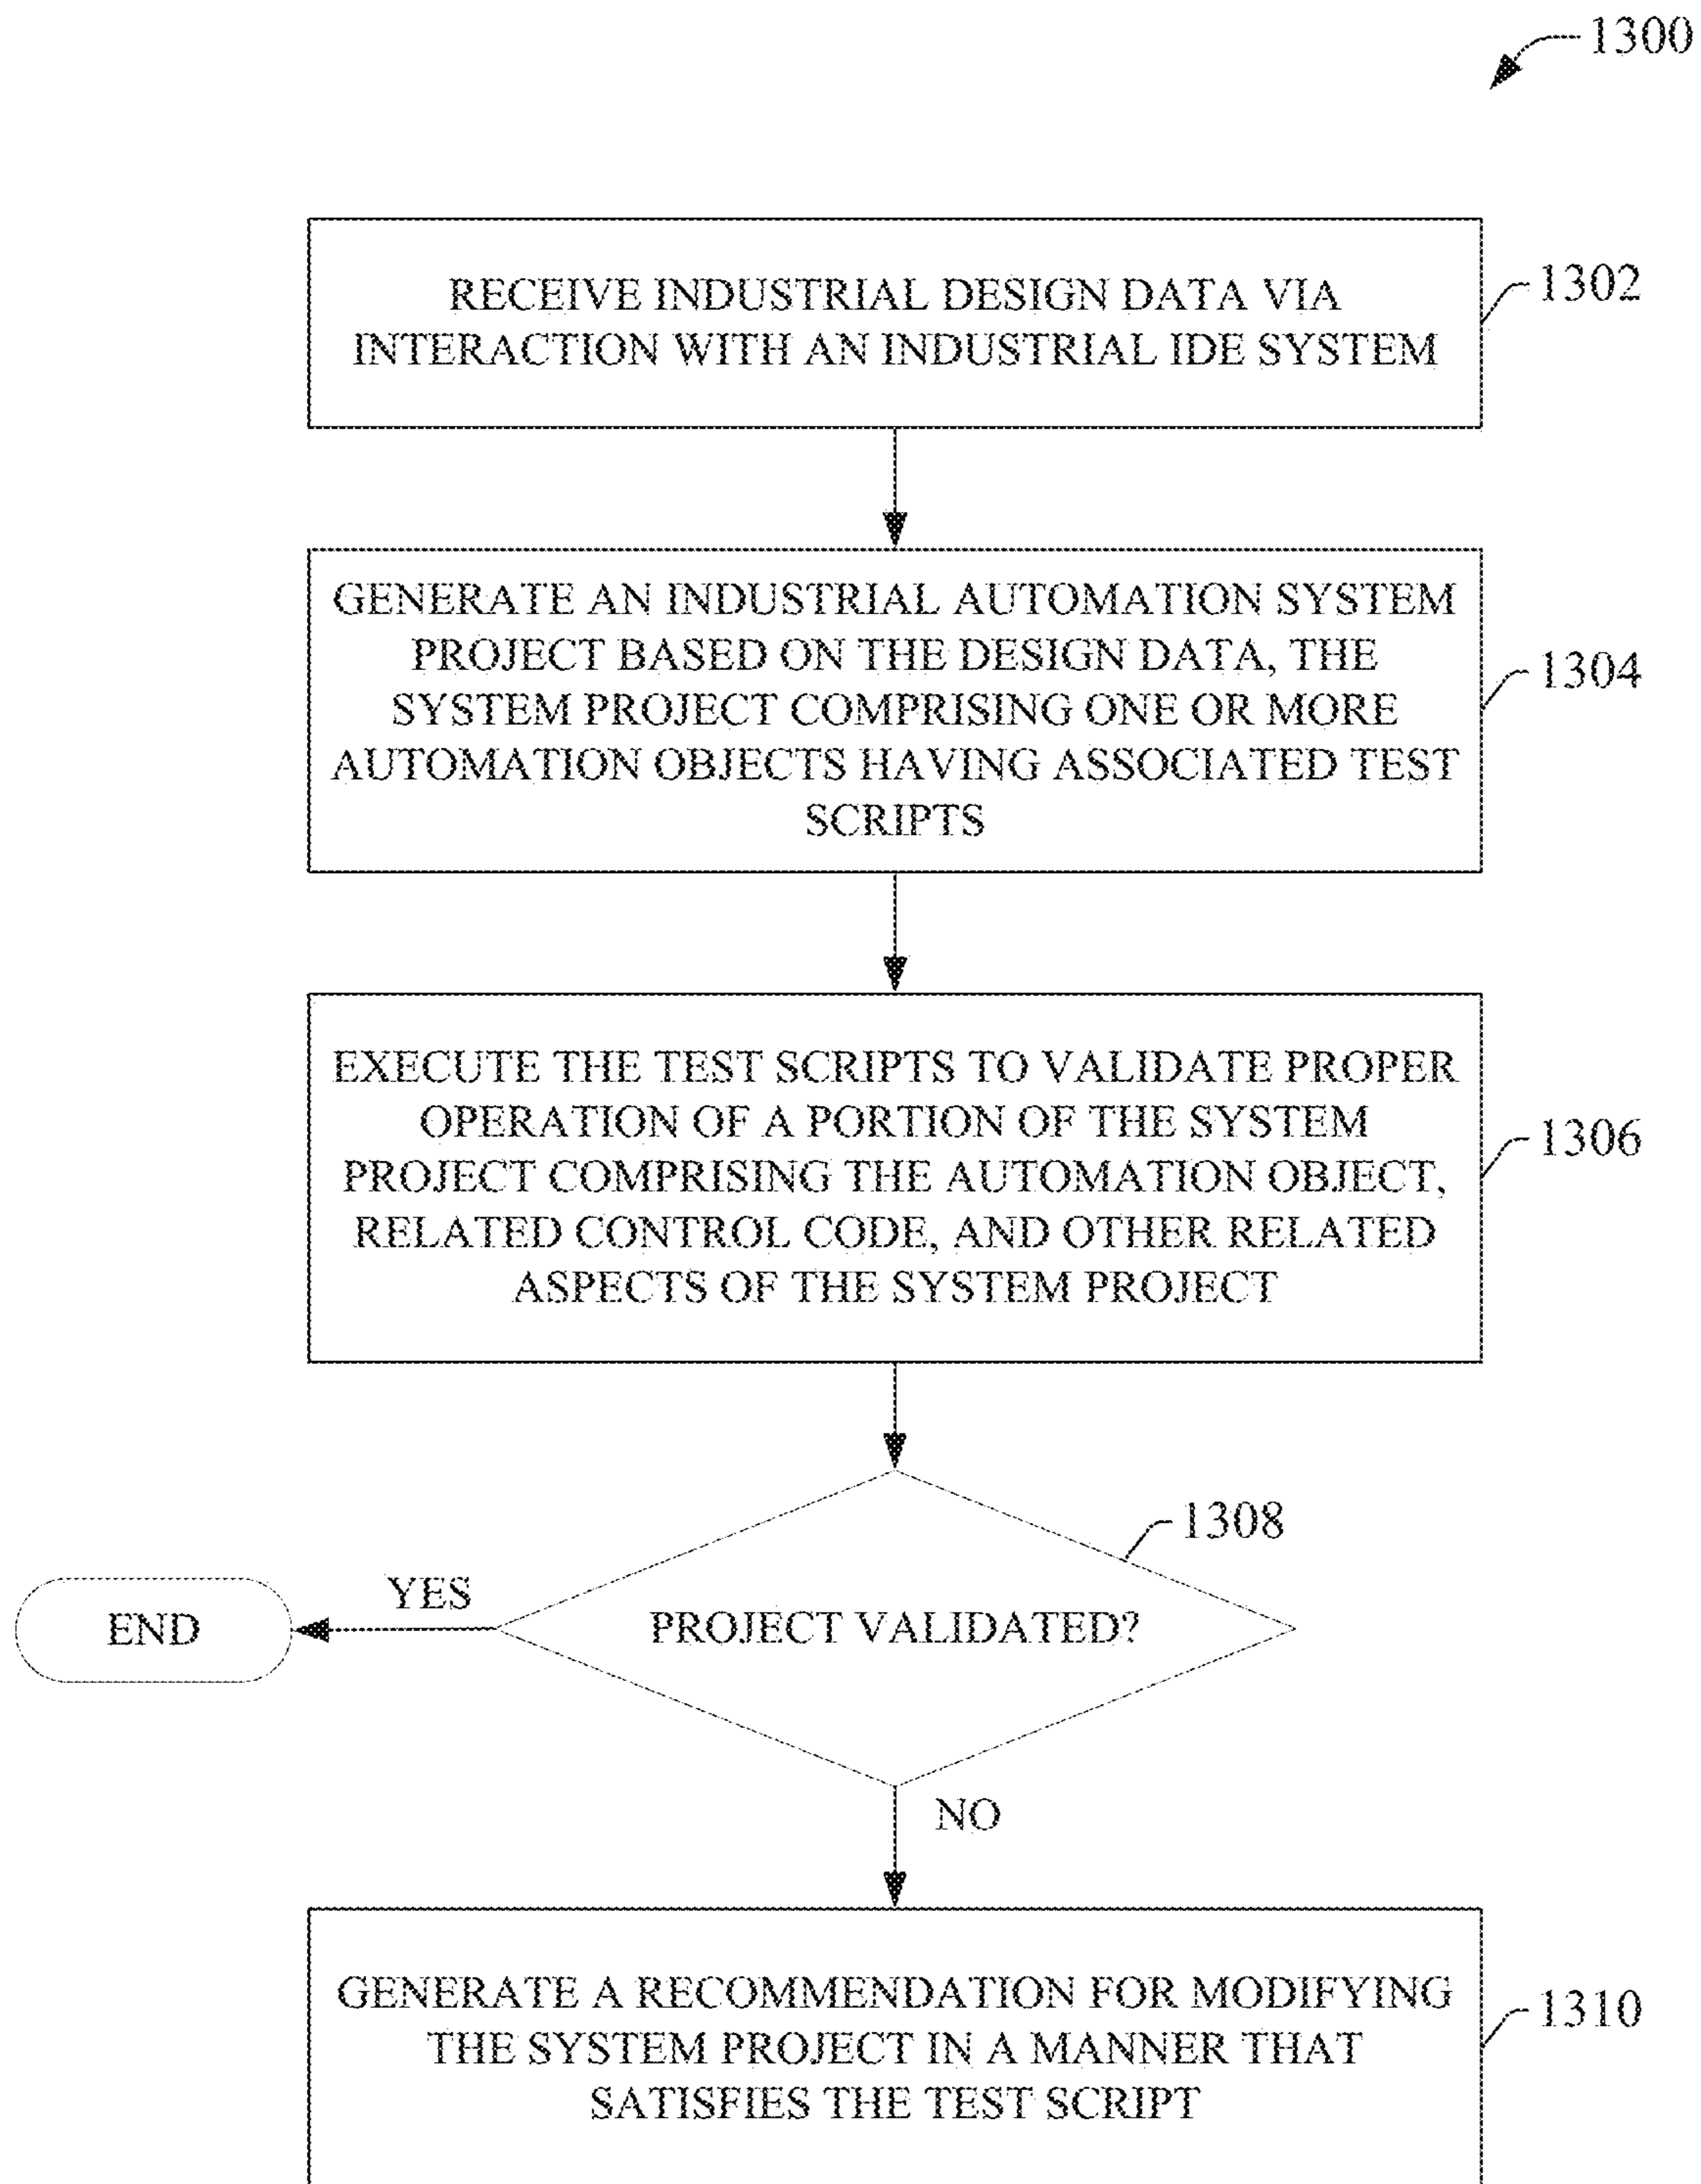 1300
RECEIVE INDUSTRIAL DESIGN DATA VIA
INTERACTION WITH AN INDUSTRIAL IDE SYSTEM
1302
GENERATE AN INDUSTRIAL AUTOMATION SYSTEM
PROJECT BASED ON THE DESIGN DATA, THE
SYSTEM PROJECT COMPRISING ONE OR MORE
AUTOMATION OBJECTS HAVING ASSOCIATED TEST
SCRIPTS
1304
EXECUTE THE TEST SCRIPTS TO VALIDATE PROPER
OPERATION OF A PORTION OF THE SYSTEM
PROJECT COMPRISING THE AUTOMATION OBJECT,
RELATED CONTROL CODE, AND OTHER RELATED
ASPECTS OF THE SYSTEM PROJECT
1306
1308
PROJECT VALIDATED?
YES
END
NO
GENERATE A RECOMMENDATION FOR MODIFYING
THE SYSTEM PROJECT IN A MANNER THAT
SATISFIES THE TEST SCRIPT
1310